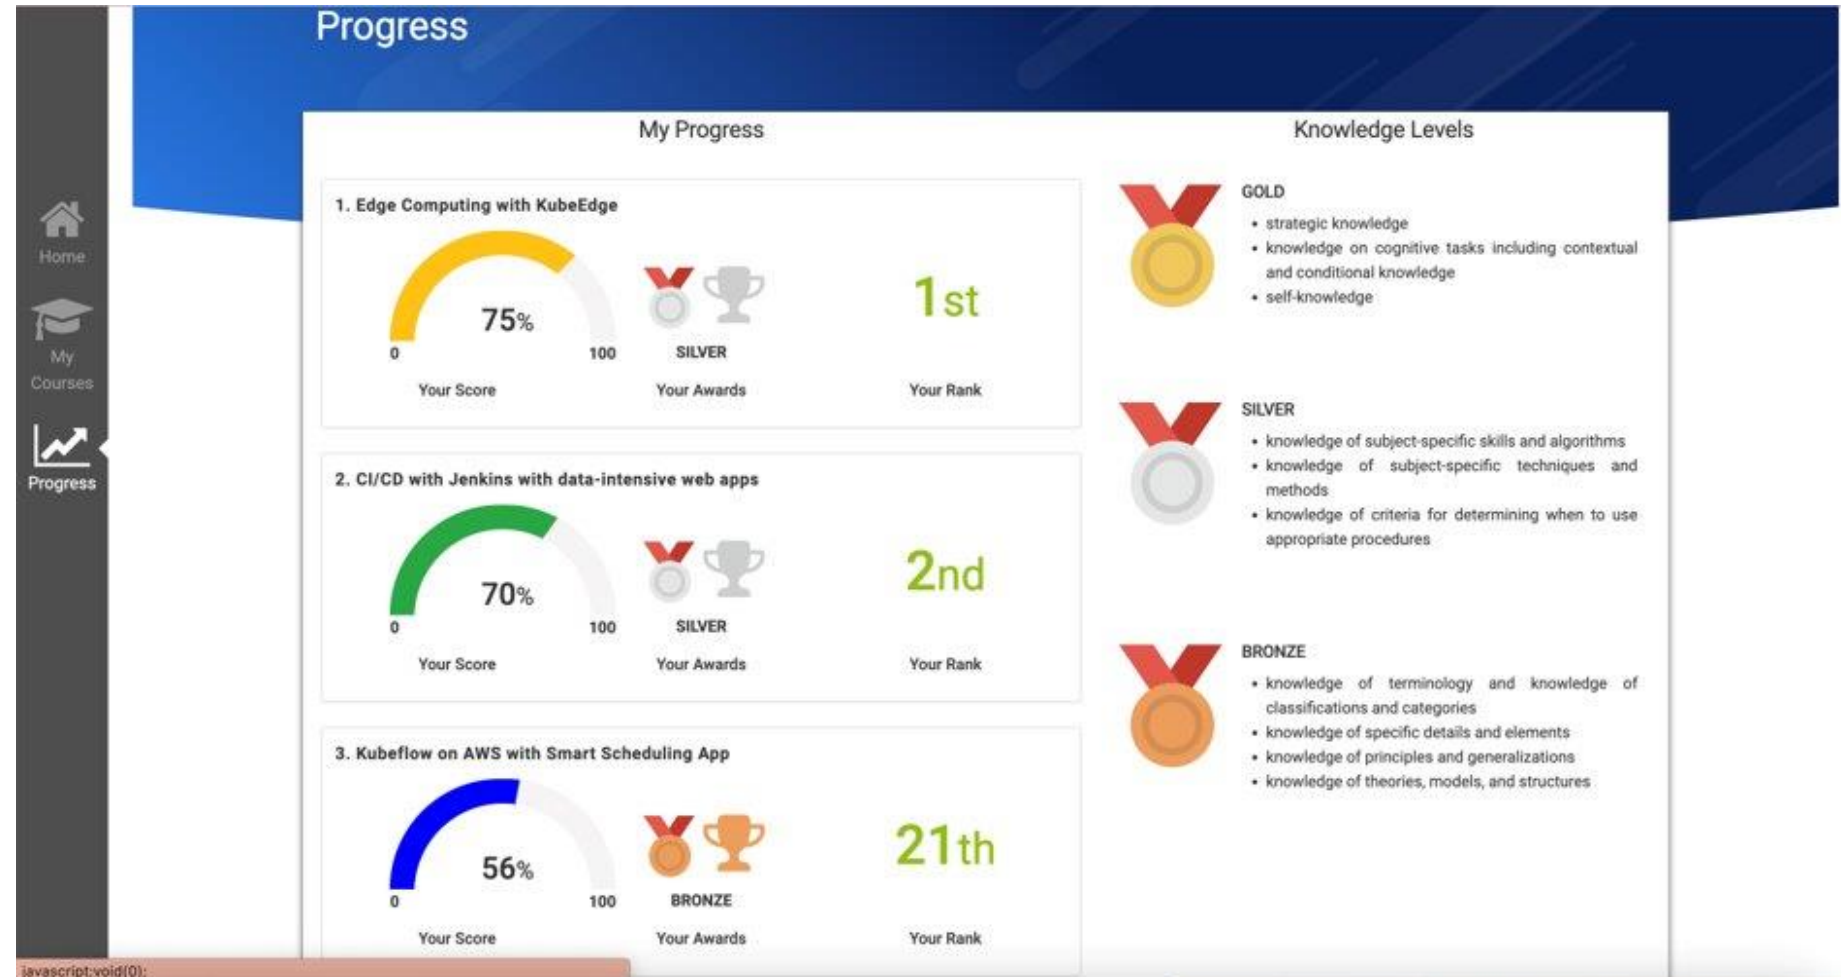 Progress
Home
My
Courses
Progress
My Progress
1. Edge Computing with KubeEdge
75%
0
100
SILVER
1st
Your Score
Your Awards
Your Rank
2. CI/CD with Jenkins with data-intensive web apps
70%
0
100
SILVER
2nd
Your Score
Your Awards
Your Rank
3. Kubeflow on AWS with Smart Scheduling App
56%
0
100
BRONZE
21th
Your Score
Your Awards
Your Rank
Knowledge Levels
GOLD
• strategic knowledge
• knowledge on cognitive tasks including contextual
and conditional knowledge
• self-knowledge
SILVER
• knowledge of subject-specific skills and algorithms
• knowledge of subject-specific techniques and
methods
• knowledge of criteria for determining when to use
appropriate procedures
BRONZE
• knowledge of terminology and knowledge of
classifications and categories
• knowledge of specific details and elements
• knowledge of principles and generalizations
• knowledge of theories, models, and structures
javascript:void(0);